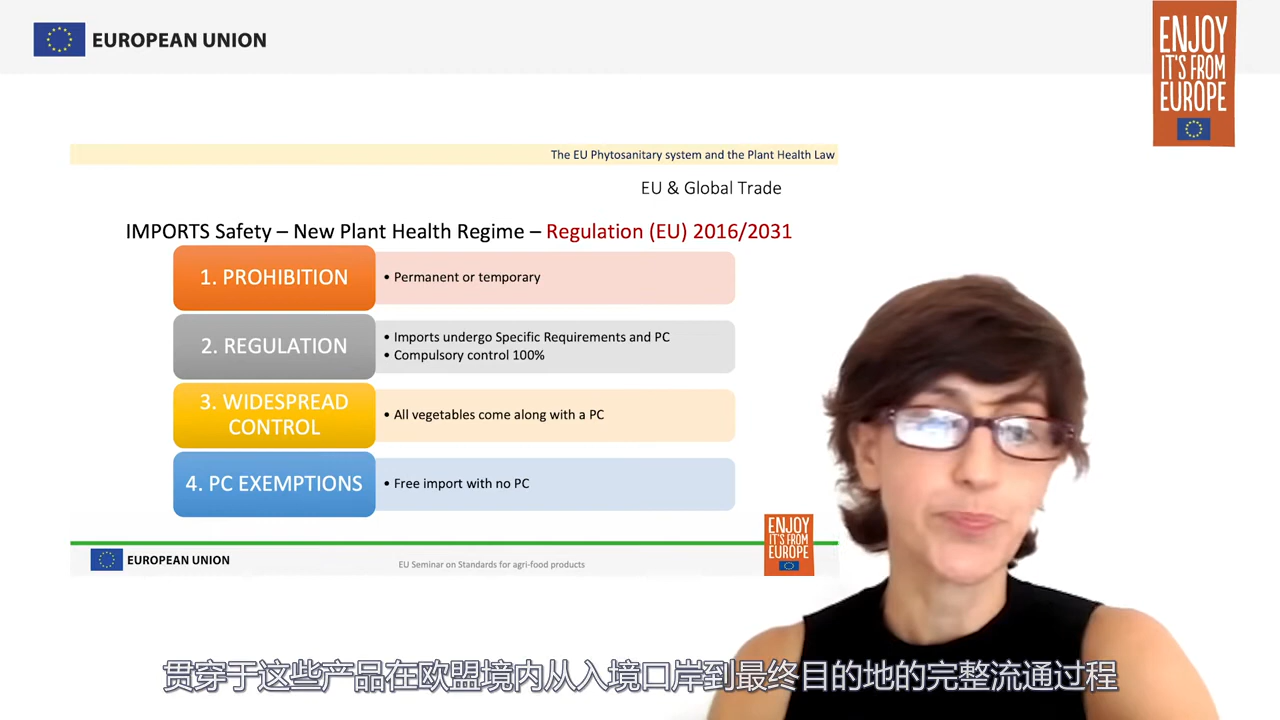 EUROPEAN UNION
ENJOY
IT'S FROM
EUROPE
The EU Phytosanitary system and the Plant Health Law
EU & Global Trade
IMPORTS Safety – New Plant Health Regime – Regulation (EU) 2016/2031
1. PROHIBITION
• Permanent or temporary
2. REGULATION
• Imports undergo Specific Requirements and PC
• Compulsory control 100%
3. WIDESPREAD
CONTROL
• All vegetables come along with a PC
4. PC EXEMPTIONS
• Free import with no PC
EUROPEAN UNION
EU Seminar on Standards for agri-food products
ENJOY
IT'S FROM
EUROPE
贯穿于这些产品在欧盟境内从入境口岸到最终目的地的完整流通过程